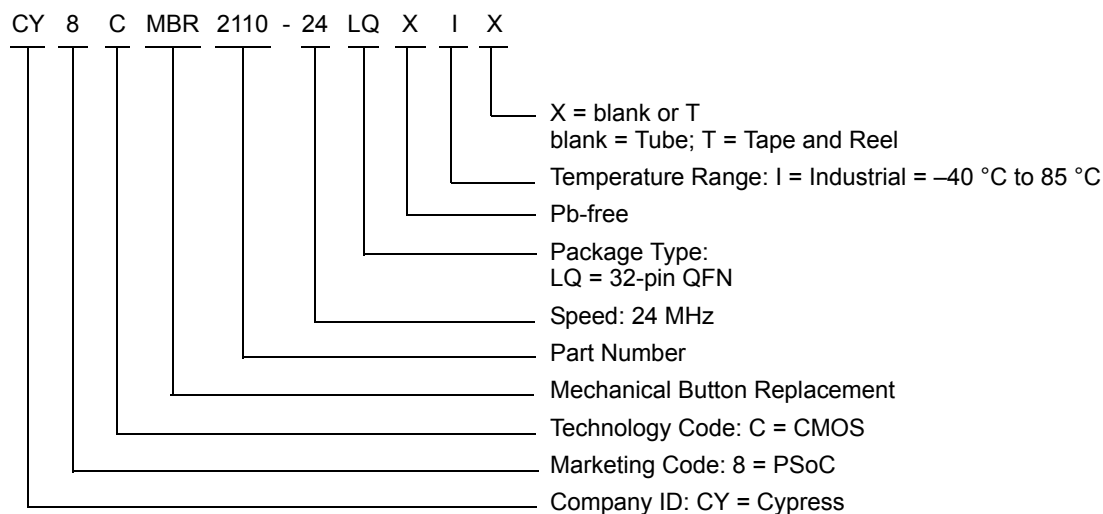 CY 8 C MBR 2110 - 24 LQ X I X
X = blank or T
blank = Tube; T = Tape and Reel
Temperature Range: I = Industrial = –40 °C to 85 °C
Pb-free
Package Type:
LQ = 32-pin QFN
Speed: 24 MHz
Part Number
Mechanical Button Replacement
Technology Code: C = CMOS
Marketing Code: 8 = PSoC
Company ID: CY = Cypress